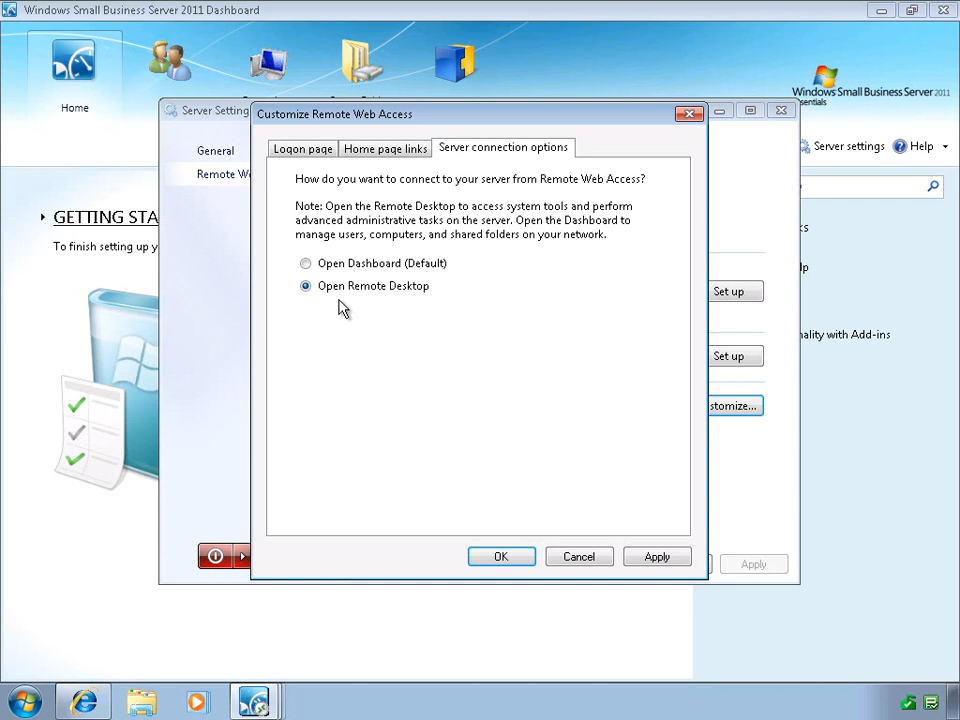 Windows Small Business Server 2011 Dashboard
Home
Windows Small Business Server 2011
Essentials
Server settings
Help
Server Setting
General
Remote We
Customize Remote Web Access
Logon page
Home page links
Server connection options
How do you want to connect to your server from Remote Web Access?
Note: Open the Remote Desktop to access system tools and perform
advanced administrative tasks on the server. Open the Dashboard to
manage users, computers, and shared folders on your network.
Open Dashboard (Default)
Open Remote Desktop
OK
Cancel
Apply
GETTING STA
To finish setting up y
Set up
Set up
stomize...
Apply
ks
lp
nality with Add-ins